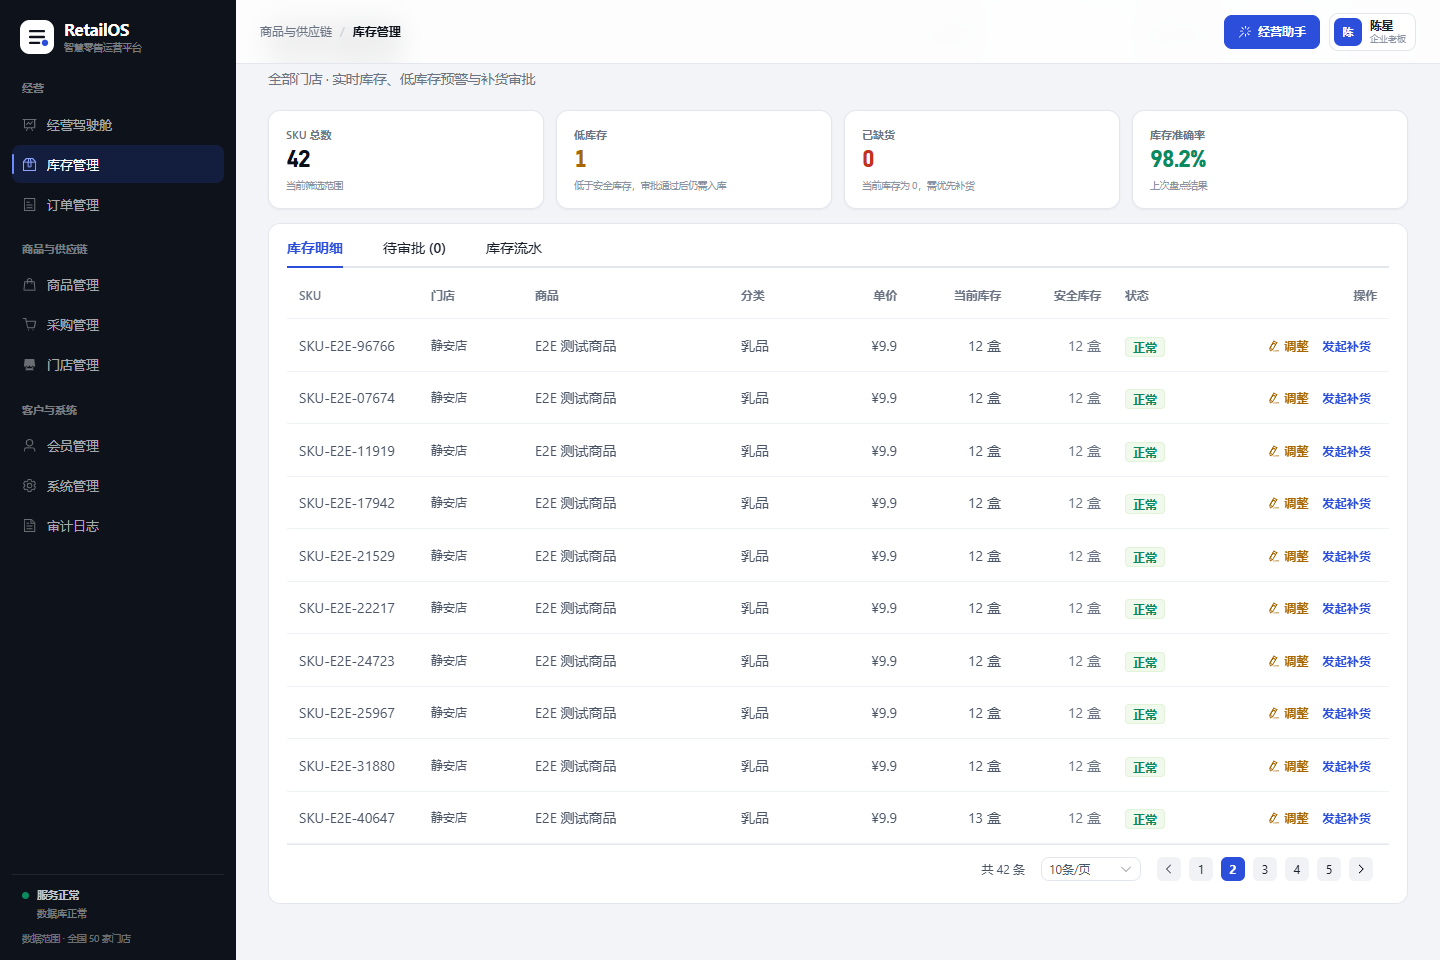 RetailOS
智慧零售运营平台
经营
经营驾驶舱
库存管理
订单管理
商品与供应链
商品管理
采购管理
门店管理
客户与系统
会员管理
系统管理
审计日志
服务正常
数据库正常
数据范围 · 全国 50 家门店
商品与供应链 / 库存管理
经营助手
陈
陈星
企业老板
全部门店 · 实时库存、低库存预警与补货审批
SKU 总数
42
当前筛选范围
低库存
1
低于安全库存，审批通过后仍需入库
已缺货
0
当前库存为 0，需优先补货
库存准确率
98.2%
上次盘点结果
库存明细 待审批 (0) 库存流水
SKU 门店 商品 分类 单价 当前库存 安全库存 状态 操作
SKU-E2E-96766 静安店 E2E 测试商品 乳品 ¥9.9 12 盒 12 盒 正常 调整 发起补货
SKU-E2E-07674 静安店 E2E 测试商品 乳品 ¥9.9 12 盒 12 盒 正常 调整 发起补货
SKU-E2E-11919 静安店 E2E 测试商品 乳品 ¥9.9 12 盒 12 盒 正常 调整 发起补货
SKU-E2E-17942 静安店 E2E 测试商品 乳品 ¥9.9 12 盒 12 盒 正常 调整 发起补货
SKU-E2E-21529 静安店 E2E 测试商品 乳品 ¥9.9 12 盒 12 盒 正常 调整 发起补货
SKU-E2E-22217 静安店 E2E 测试商品 乳品 ¥9.9 12 盒 12 盒 正常 调整 发起补货
SKU-E2E-24723 静安店 E2E 测试商品 乳品 ¥9.9 12 盒 12 盒 正常 调整 发起补货
SKU-E2E-25967 静安店 E2E 测试商品 乳品 ¥9.9 12 盒 12 盒 正常 调整 发起补货
SKU-E2E-31880 静安店 E2E 测试商品 乳品 ¥9.9 12 盒 12 盒 正常 调整 发起补货
SKU-E2E-40647 静安店 E2E 测试商品 乳品 ¥9.9 13 盒 12 盒 正常 调整 发起补货
共 42 条 10条/页 1 2 3 4 5